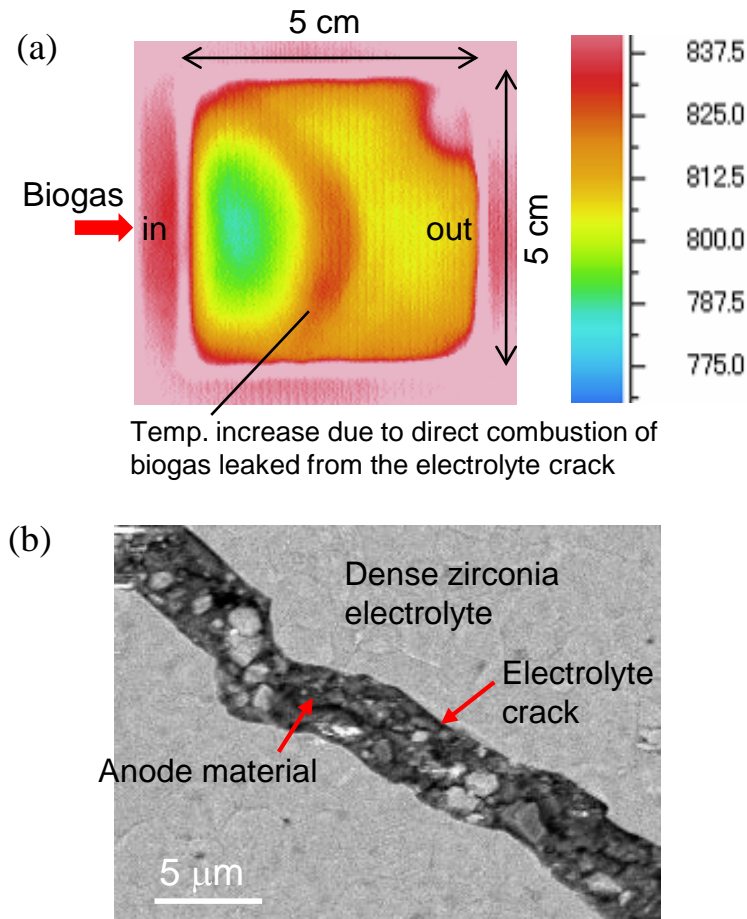 (a)
5 cm
Biogas
in
out
5 cm
837.5
825.0
812.5
800.0
787.5
775.0
Temp. increase due to direct combustion of
biogas leaked from the electrolyte crack
(b)
Dense zirconia
electrolyte
Electrolyte
crack
Anode material
5 μm